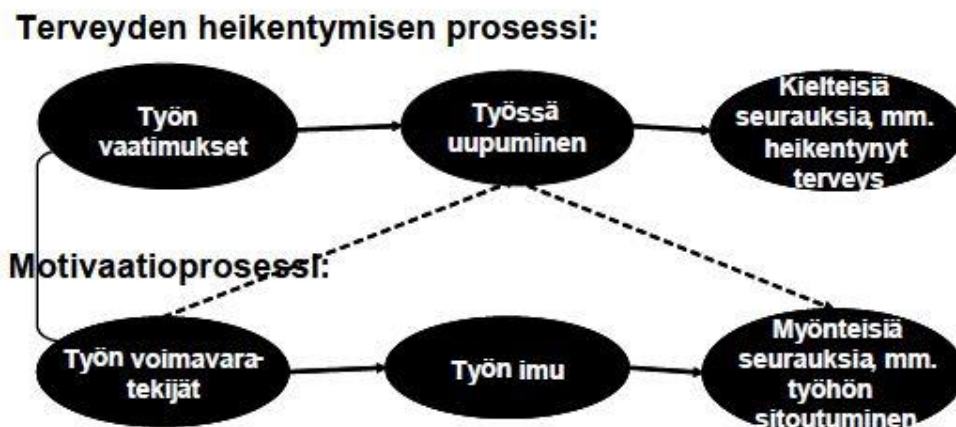 Terveyden heikentymisen prosessi:
Työn
vaatimukset
Työssä
uupuminen
Kielteisiä
seurauksia, mm.
heikentynyt
terveys
Motivaatioprosessi:
Työn voimavara-
tekijät
Työn imu
Myönteisiä
seurauksia, mm.
työhön
sitoutuminen